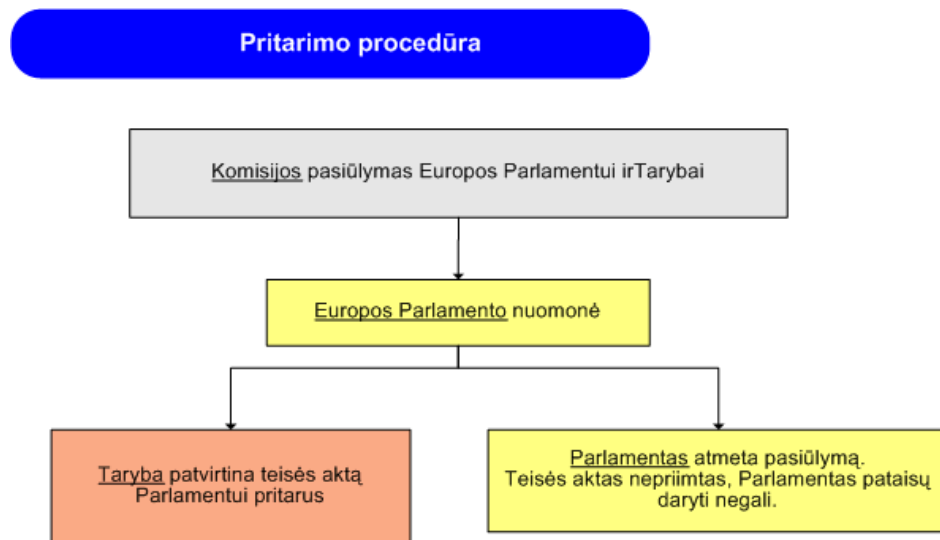 Pritarimo procedūra
Komisijos pasiūlymas Europos Parlamentui irTarybai
Europos Parlamento nuomonė
Taryba patvirtina teisės aktą
Parlamentui pritarus
Parlamentas atmeta pasiūlymą.
Teisės aktas nepriimtas, Parlamentas pataisų
daryti negali.